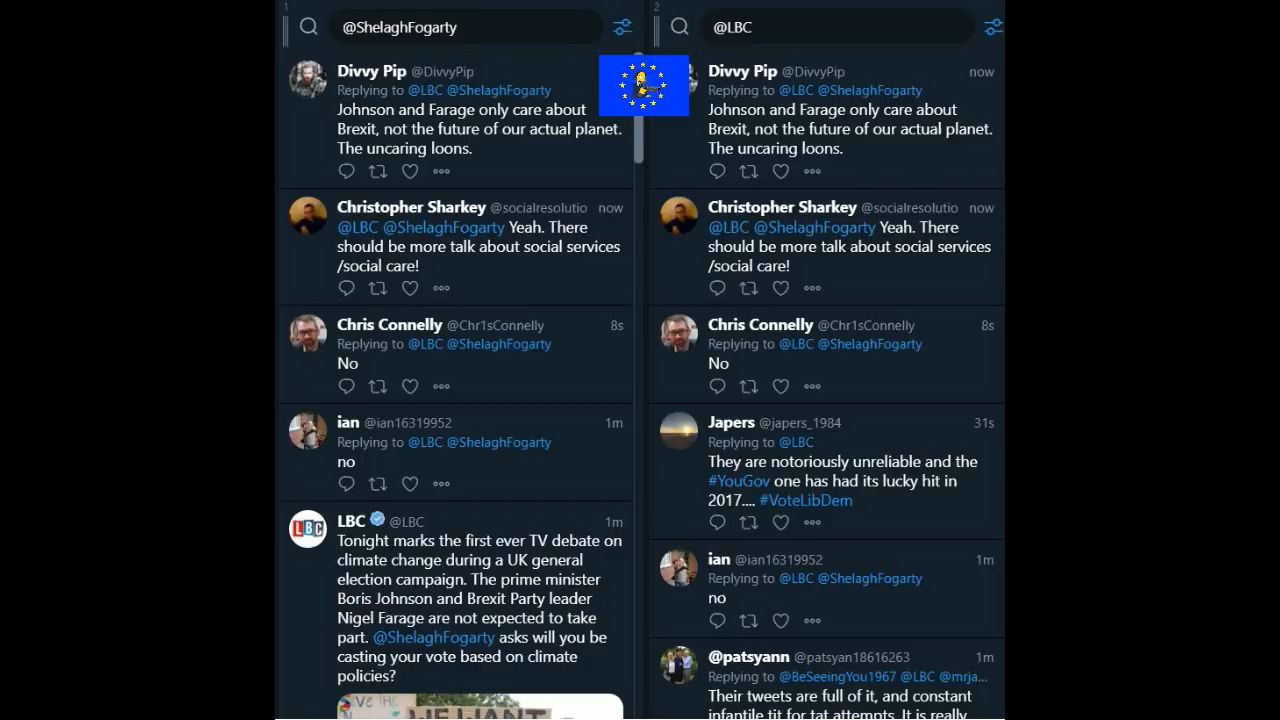 1
@ShelaghFogarty
Divvy Pip @DivvyPip
Replying to @LBC @ShelaghFogarty
Johnson and Farage only care about
Brexit, not the future of our actual planet.
The uncaring loons.
Christopher Sharkey @socialresolutio now
@LBC @ShelaghFogarty Yeah. There
should be more talk about social services
/social care!
Chris Connelly @Chr1sConnelly 8s
Replying to @LBC @ShelaghFogarty
No
ian @ian16319952 1m
Replying to @LBC @ShelaghFogarty
no
LBC
LBC @LBC 1m
Tonight marks the first ever TV debate on
climate change during a UK general
election campaign. The prime minister
Boris Johnson and Brexit Party leader
Nigel Farage are not expected to take
part. @ShelaghFogarty asks will you be
casting your vote based on climate
policies?
WE WANT
2
@LBC
Divvy Pip @DivvyPip now
Replying to @LBC @ShelaghFogarty
Johnson and Farage only care about
Brexit, not the future of our actual planet.
The uncaring loons.
Christopher Sharkey @socialresolutio now
@LBC @ShelaghFogarty Yeah. There
should be more talk about social services
/social care!
Chris Connelly @Chr1sConnelly 8s
Replying to @LBC @ShelaghFogarty
No
Japers @japers_1984 31s
Replying to @LBC
They are notoriously unreliable and the
#YouGov one has had its lucky hit in
2017.... #VoteLibDem
ian @ian16319952 1m
Replying to @LBC @ShelaghFogarty
no
@patsyann @patsyan18616263 1m
Replying to @BeSeeingYou1967 @LBC @mrja...
Their tweets are full of it, and constant
infantile tit for tat attempts. It is really